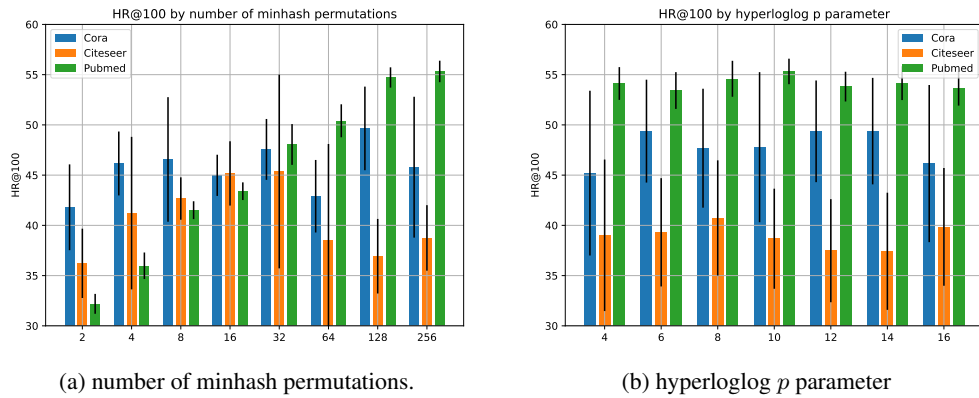 HR@100 by number of minhash permutations
60
55
50
45
40
35
30
HR@100
Cora
Citeseer
Pubmed
2 4 8 16 32 64 128 256
(a) number of minhash permutations.
HR@100 by hyperloglog p parameter
60
55
50
45
40
35
30
HR@100
Cora
Citeseer
Pubmed
4 6 8 10 12 14 16
(b) hyperloglog p parameter